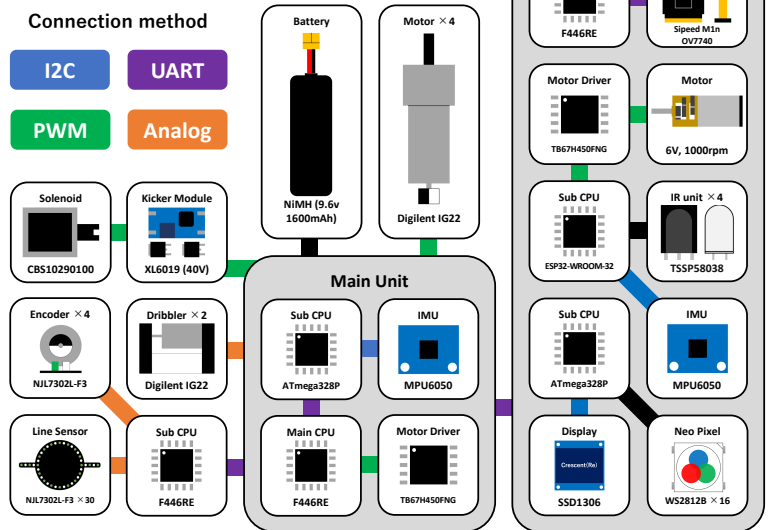 Connection method
I2C
UART
PWM
Analog
Battery
NiMH (9.6v
1600mAh)
Motor ×4
Digilent IG22
Solenoid
CBS10290100
Kicker Module
XL6019 (40V)
Encoder ×4
NJL7302L-F3
Dribbler ×2
Digilent IG22
Line Sensor
NJL7302L-F3 ×30
Sub CPU
F446RE
Main Unit
Sub CPU
ATmega328P
IMU
MPU6050
Main CPU
F446RE
Motor Driver
TB67H450FNG
F446RE
Sipeed M1n
OV7740
Motor Driver
TB67H450FNG
Motor
6V, 1000rpm
Sub CPU
ESP32-WROOM-32
IR unit ×4
TSSP58038
Sub CPU
ATmega328P
IMU
MPU6050
Display
Crescent(Re)
SSD1306
Neo Pixel
WS2812B ×16